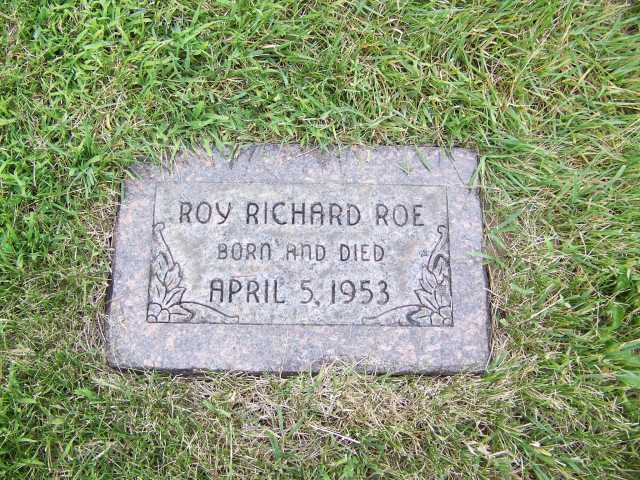 ROY RICHARD ROE
BORN AND DIED
APRIL 5, 1953